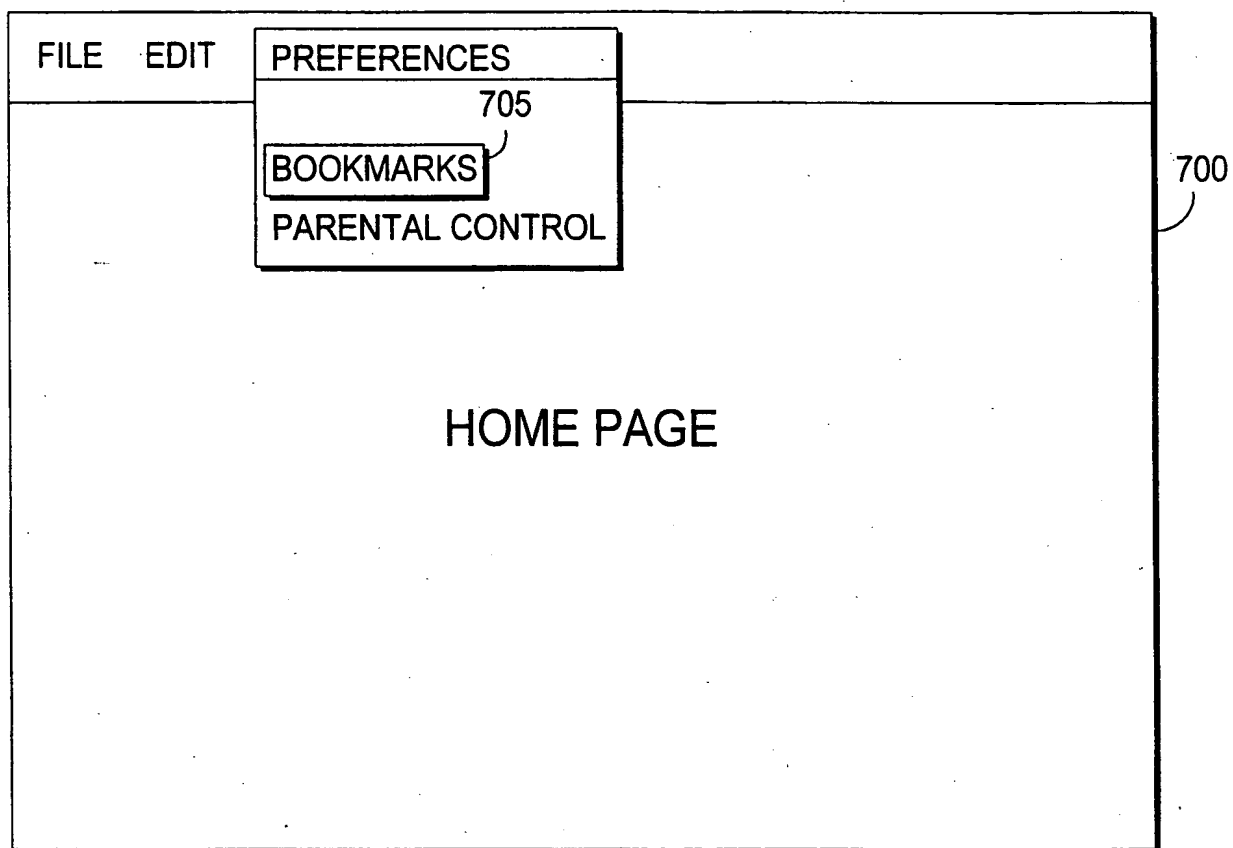 FILE EDIT PREFERENCES
705
BOOKMARKS
700
PARENTAL CONTROL
HOME PAGE